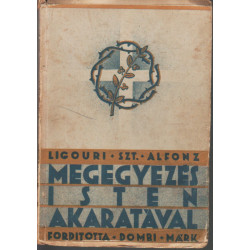 LIGOURI · SZT. ALFONZ
MEGEGYEZÉS
ISTEN
AKARATÁVAL
FORDÍTOTTA · DOMBI · MÁRK